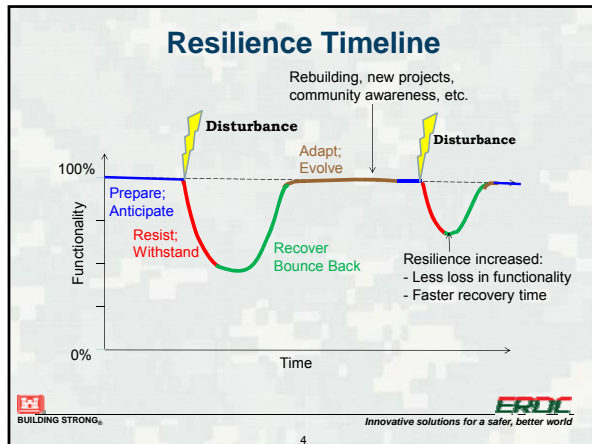 Resilience Timeline
Rebuilding, new projects,
community awareness, etc.
Disturbance
Disturbance
100%
Adapt;
Evolve
Prepare;
Anticipate
Functionality
Resist;
Withstand
Recover
Bounce Back
Resilience increased:
- Less loss in functionality
- Faster recovery time
0%
Time
BUILDING STRONG®
ERDC
Innovative solutions for a safer, better world
4